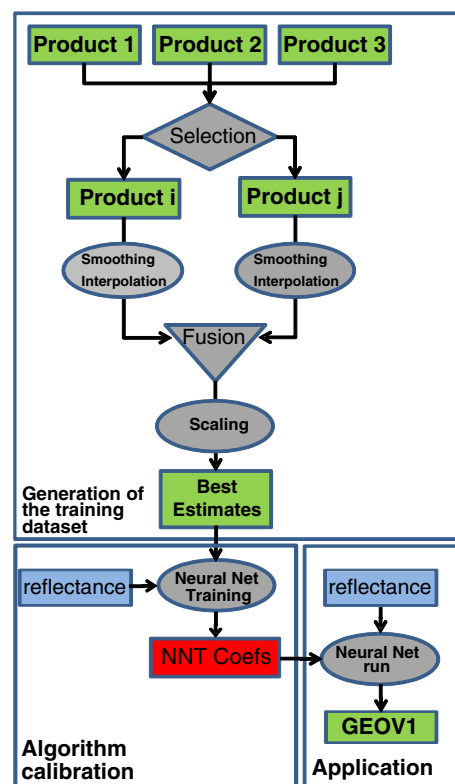 Product 1
Product 2
Product 3
Selection
Product i
Product j
Smoothing
Interpolation
Smoothing
Interpolation
Fusion
Scaling
Best
Estimates
Generation of
the training
dataset
reflectance
Neural Net
Training
NNT Coefs
Algorithm
calibration
reflectance
Neural Net
run
GEOV1
Application